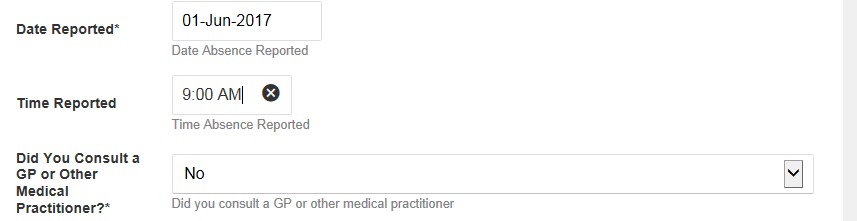 Date Reported*
01-Jun-2017
Date Absence Reported
Time Reported
9:00 AM
Time Absence Reported
Did You Consult a
GP or Other
Medical
Practitioner?*
No
Did you consult a GP or other medical practitioner